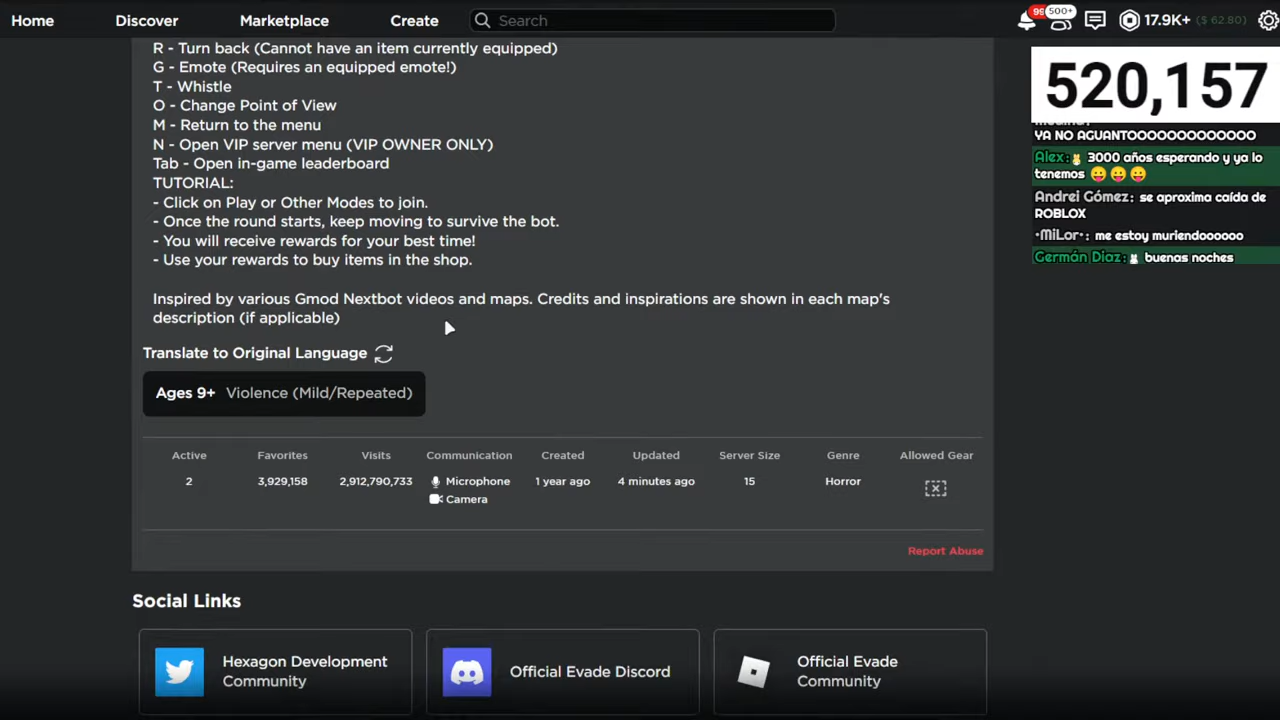 Home
Discover
Marketplace
Create
Search
99
500+
17.9K+
($ 62.80)
R - Turn back (Cannot have an item currently equipped)
G - Emote (Requires an equipped emote!)
T - Whistle
O - Change Point of View
M - Return to the menu
N - Open VIP server menu (VIP OWNER ONLY)
Tab - Open in-game leaderboard
TUTORIAL:
- Click on Play or Other Modes to join.
- Once the round starts, keep moving to survive the bot.
- You will receive rewards for your best time!
- Use your rewards to buy items in the shop.
Inspired by various Gmod Nextbot videos and maps. Credits and inspirations are shown in each map's
description (if applicable)
Translate to Original Language
Ages 9+ Violence (Mild/Repeated)
Active Favorites Visits Communication Created Updated Server Size Genre Allowed Gear
2 3,929,158 2,912,790,733 Microphone 1 year ago 4 minutes ago 15 Horror
Camera
Report Abuse
Social Links
Hexagon Development
Community
Official Evade Discord
Official Evade
Community
520,157
YA NO AGUANTOOOOOOOOOOOOO
Alex: 3000 años esperando y ya lo
tenemos
Andrei Gómez: se aproxima caída de
ROBLOX
•MiLor•: me estoy muriendooooo
Germán Diaz: buenas noches